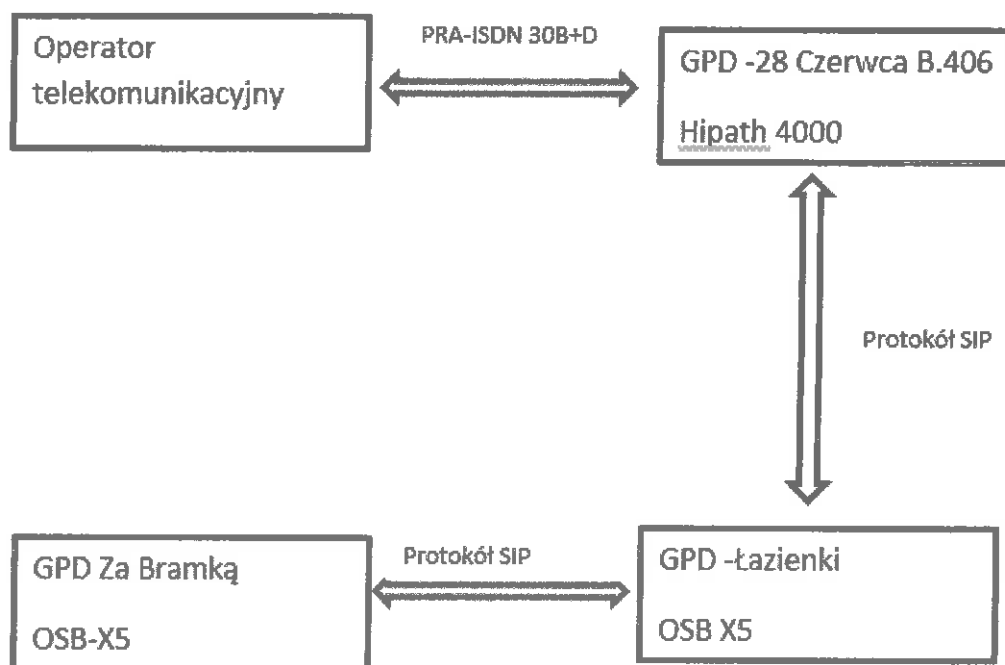 Operator
telekomunikacyjny
PRA-ISDN 30B+D
GPD -28 Czerwca B.406
Hipath 4000
Protokół SIP
GPD Za Bramką
OSB-X5
Protokół SIP
GPD -Łazienki
OSB X5